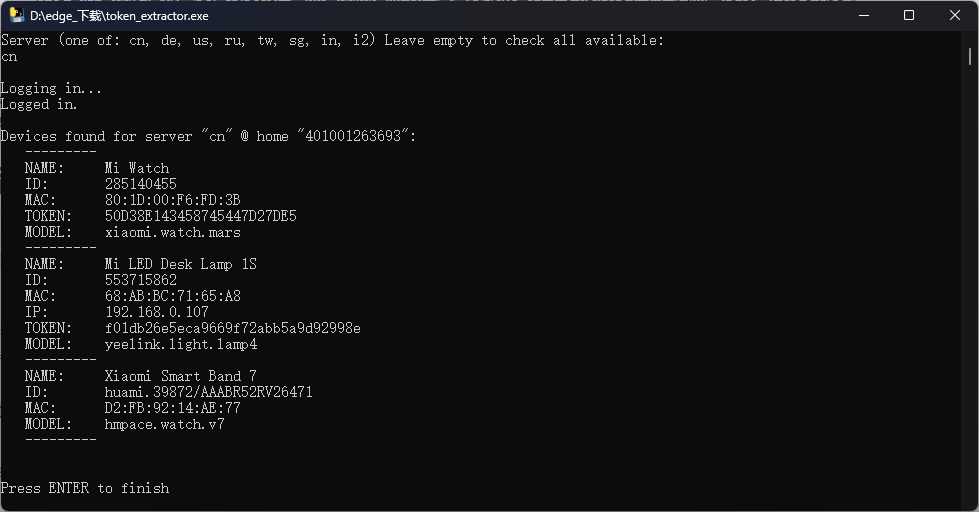 D:\edge_下载\token_extractor.exe
Server (one of: cn, de, us, ru, tw, sg, in, i2) Leave empty to check all available:
cn
Logging in...
Logged in.
Devices found for server "cn" @ home "401001263693":
---------
NAME: Mi Watch
ID: 285140455
MAC: 80:1D:00:F6:FD:3B
TOKEN: 50D38E143458745447D27DE5
MODEL: xiaomi.watch.mars
---------
NAME: Mi LED Desk Lamp 1S
ID: 553715862
MAC: 68:AB:BC:71:65:A8
IP: 192.168.0.107
TOKEN: f01db26e5eca9669f72abb5a9d92998e
MODEL: yeelink.light.lamp4
---------
NAME: Xiaomi Smart Band 7
ID: huami.39872/AAABR52RV26471
MAC: D2:FB:92:14:AE:77
MODEL: hmpace.watch.v7
---------
Press ENTER to finish